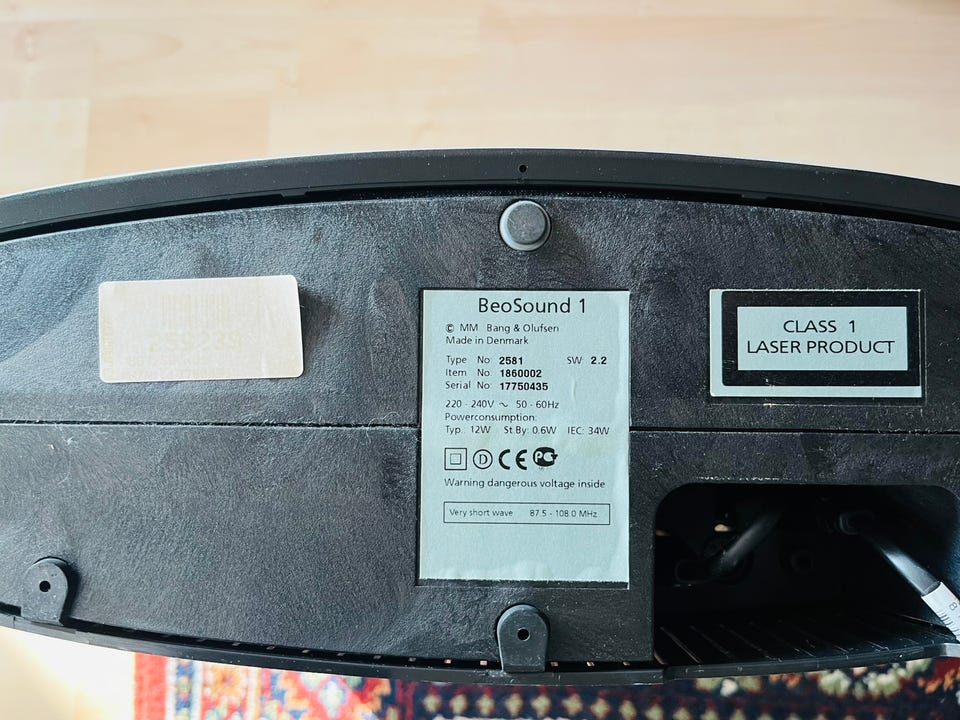 BeoSound 1
© MM Bang & Olufsen
Made in Denmark
Type No: 2581 SW: 2.2
Item No: 1860002
Serial No: 17750435
220 - 240V ~ 50 - 60Hz
Powerconsumption:
Typ.: 12W St.By: 0.6W IEC: 34W
D CE PG
Warning dangerous voltage inside
Very short wave 87.5 - 108.0 MHz
CLASS 1
LASER PRODUCT